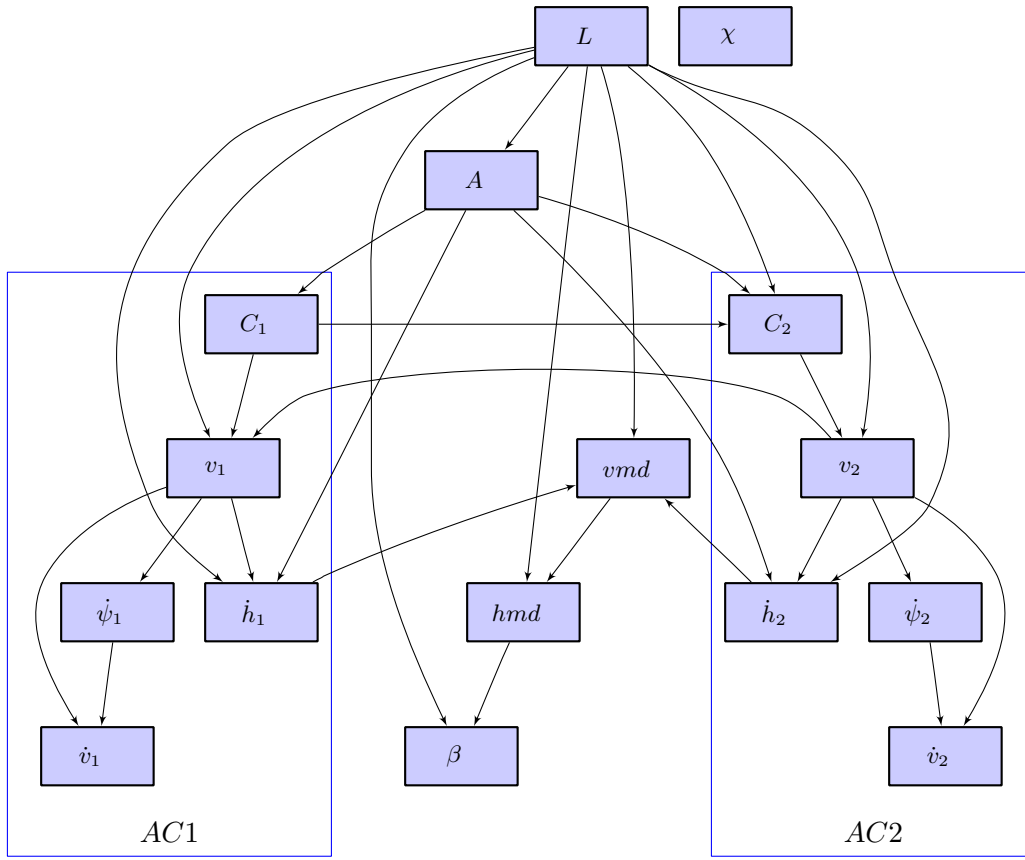 L χ
A
C₁ C₂
v₁ vmd v₂
ψ̇₁ ḣ₁ hmd ḣ₂ ψ̇₂
v̇₁ β v̇₂
AC1 AC2